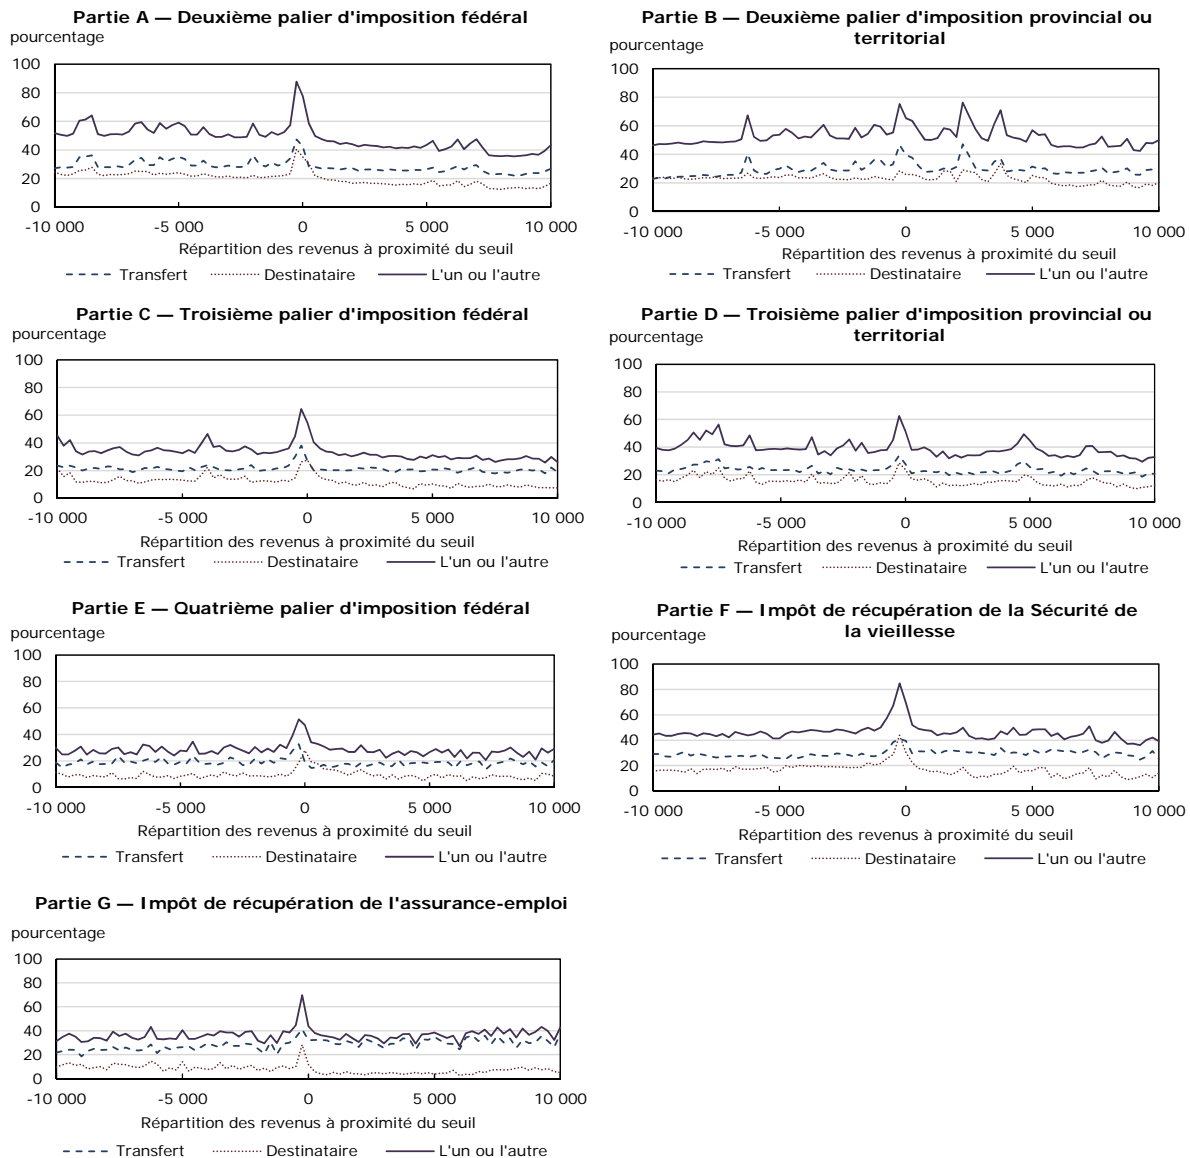 Partie A — Deuxième palier d'imposition fédéral
pourcentage
100
80
60
40
20
0
-10 000 -5 000 0 5 000 10 000
Répartition des revenus à proximité du seuil
Transfert Destinataire L'un ou l'autre
Partie B — Deuxième palier d'imposition provincial ou
territorial
pourcentage
100
80
60
40
20
0
-10 000 -5 000 0 5 000 10 000
Répartition des revenus à proximité du seuil
Transfert Destinataire L'un ou l'autre
Partie C — Troisième palier d'imposition fédéral
pourcentage
100
80
60
40
20
0
-10 000 -5 000 0 5 000 10 000
Répartition des revenus à proximité du seuil
Transfert Destinataire L'un ou l'autre
Partie D — Troisième palier d'imposition provincial ou
territorial
pourcentage
100
80
60
40
20
0
-10 000 -5 000 0 5 000 10 000
Répartition des revenus à proximité du seuil
Transfert Destinataire L'un ou l'autre
Partie E — Quatrième palier d'imposition fédéral
pourcentage
100
80
60
40
20
0
-10 000 -5 000 0 5 000 10 000
Répartition des revenus à proximité du seuil
Transfert Destinataire L'un ou l'autre
Partie F — Impôt de récupération de la Sécurité de
la vieillesse
pourcentage
100
80
60
40
20
0
-10 000 -5 000 0 5 000 10 000
Répartition des revenus à proximité du seuil
Transfert Destinataire L'un ou l'autre
Partie G — Impôt de récupération de l'assurance-emploi
pourcentage
100
80
60
40
20
0
-10 000 -5 000 0 5 000 10 000
Répartition des revenus à proximité du seuil
Transfert Destinataire L'un ou l'autre